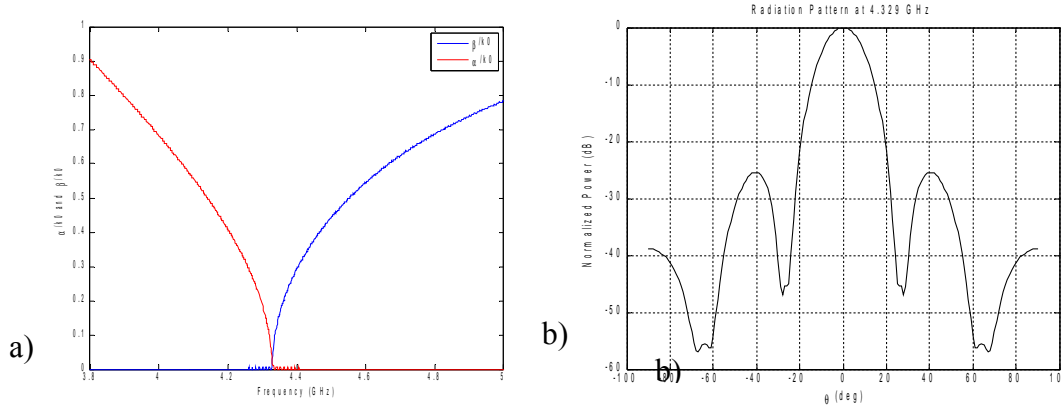 a)
1
0.9
0.8
0.7
0.6
0.5
0.4
0.3
0.2
0.1
0
α/k0 and β/k0
β/k0
α/k0
3.8 4 4.2 4.4 4.6 4.8 5
Frequency (GHz)
b)
Radiation Pattern at 4.329 GHz
0
-10
-20
-30
-40
-50
-60
Normalized Power (dB)
-100 -80 -60 -40 -20 0 20 40 60 80 100
b)
θ (deg)